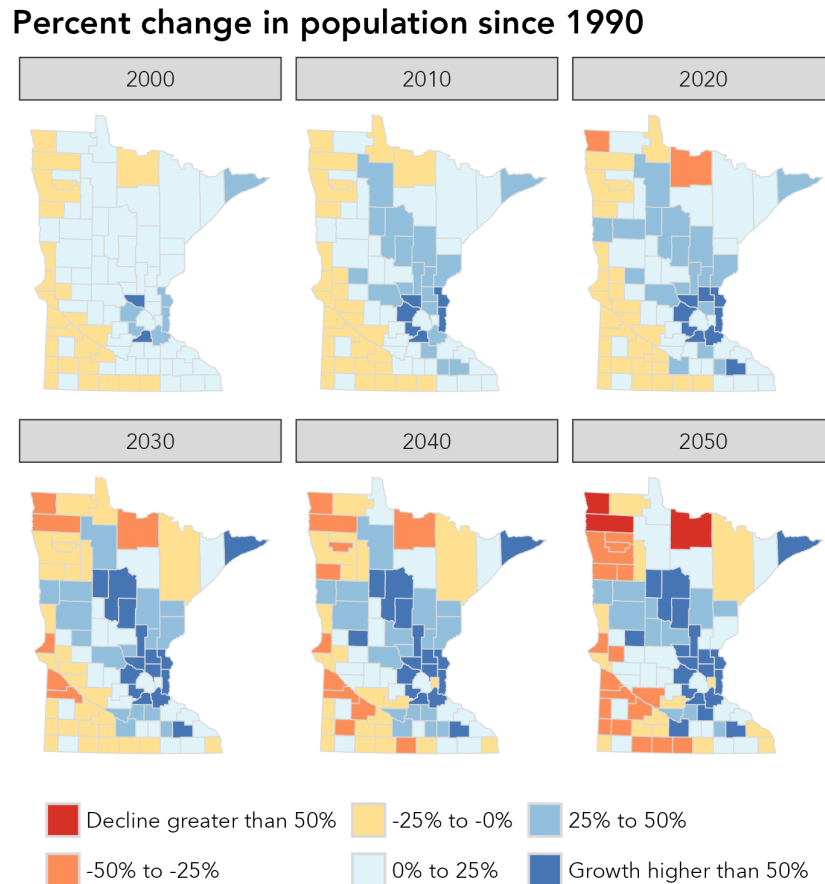 Percent change in population since 1990
2000
2010
2020
2030
2040
2050
Decline greater than 50%
-25% to -0%
25% to 50%
-50% to -25%
0% to 25%
Growth higher than 50%